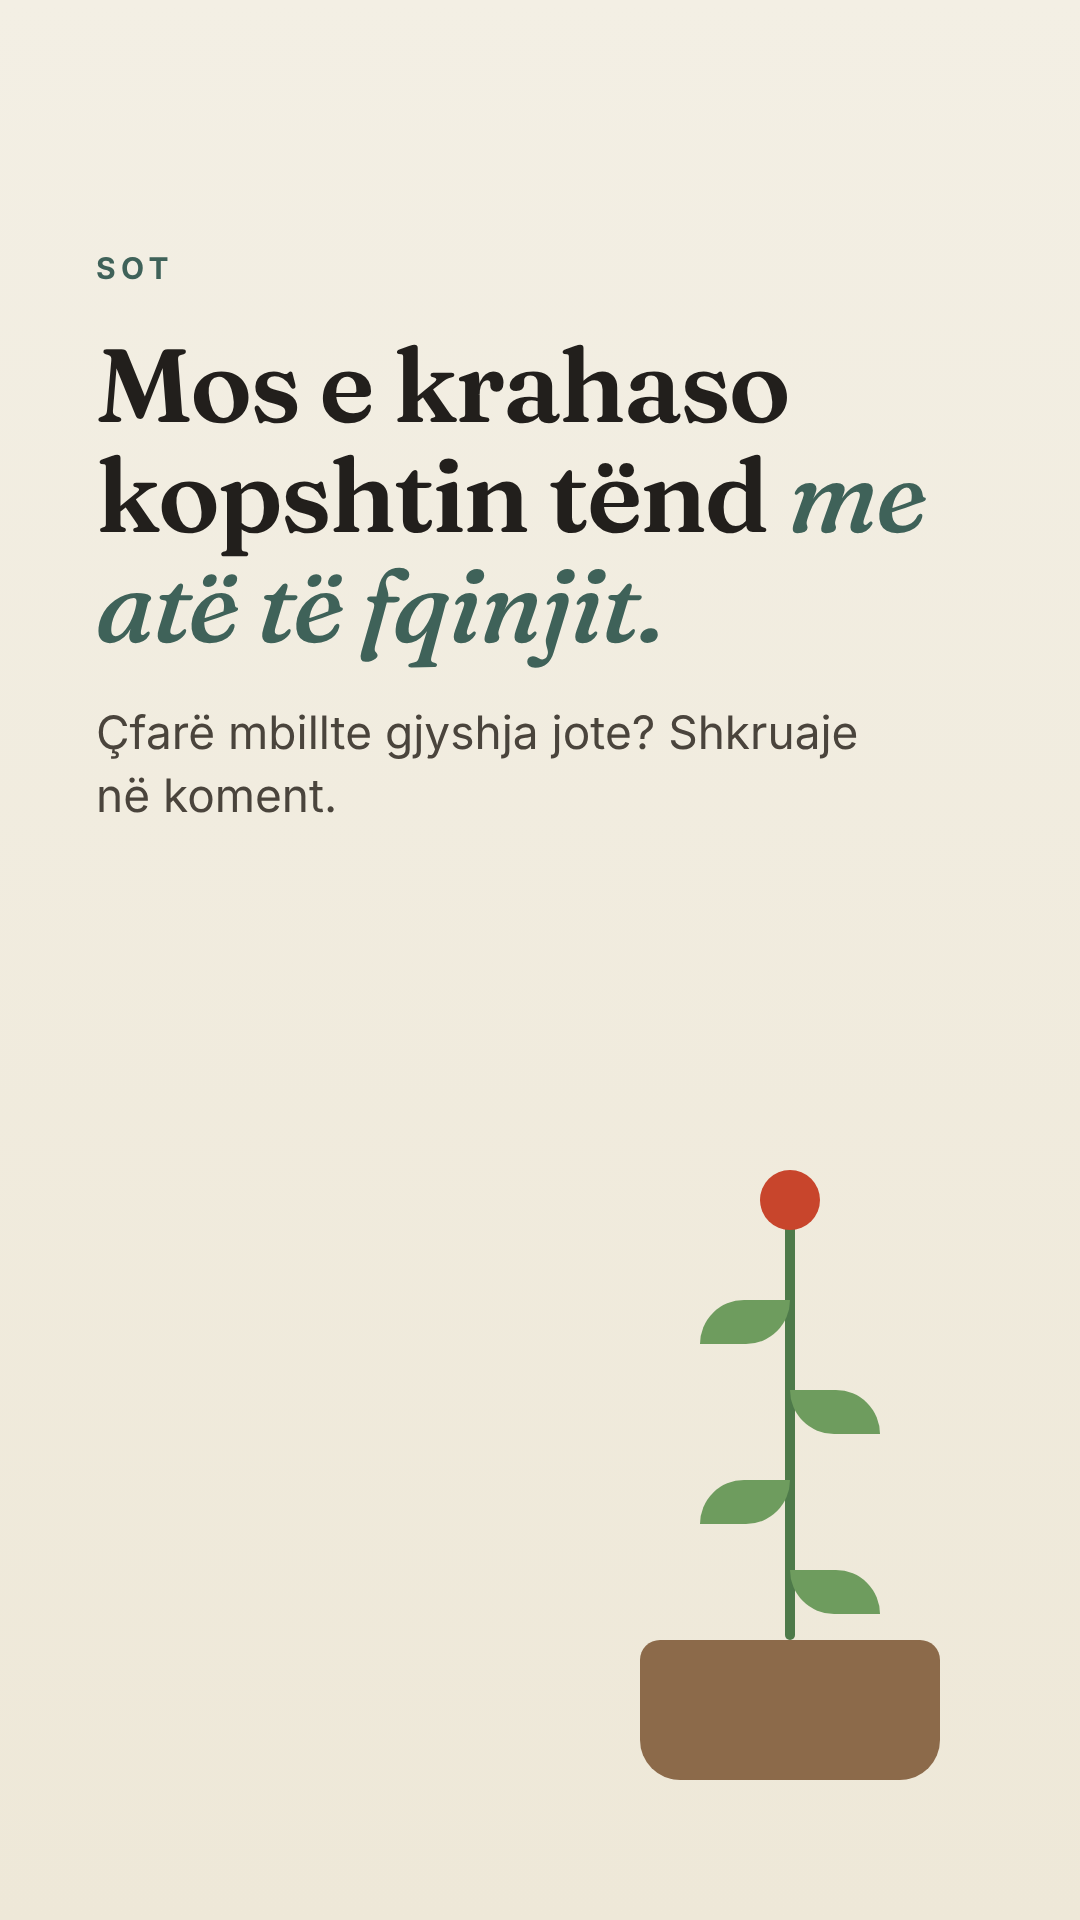 SOT
Mos e krahaso
kopshtin tënd me
atë të fqinjit.
Çfarë mbillte gjyshja jote? Shkruaje
në koment.